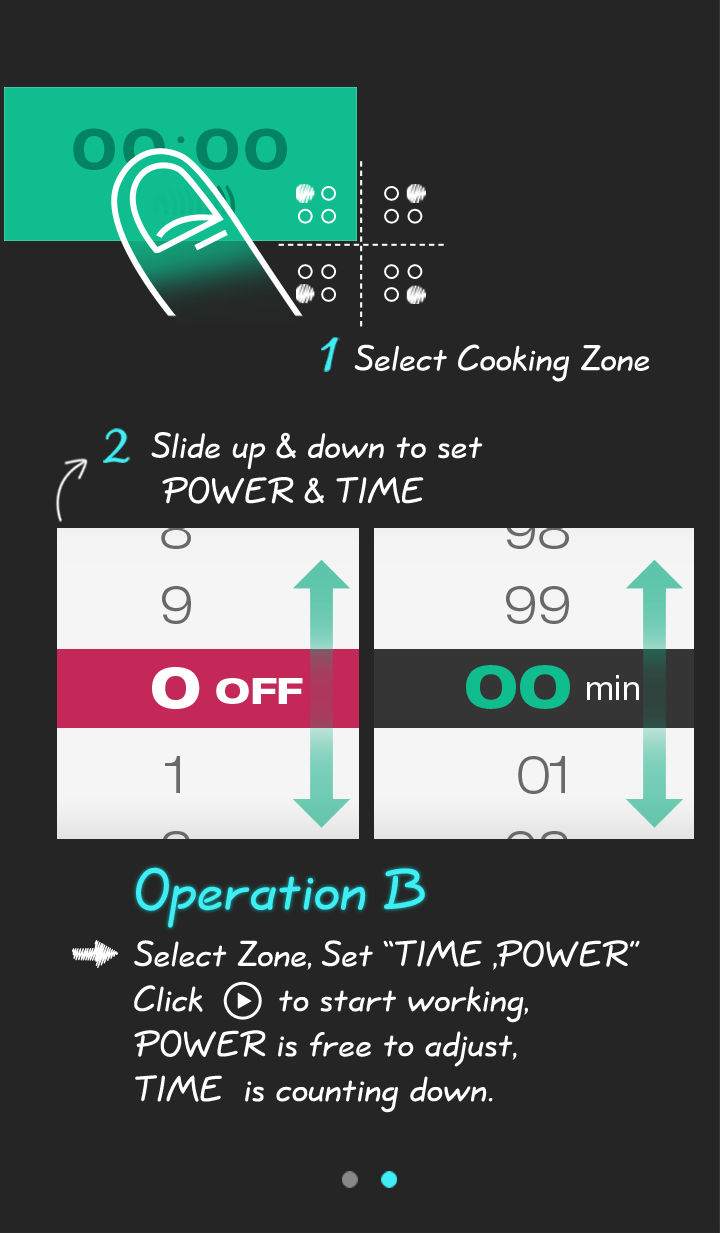 00:00
1 Select Cooking Zone
2 Slide up & down to set
POWER & TIME
8 98
9 99
0 OFF 00 min
1 01
Operation B
Select Zone, Set “TIME ,POWER”
Click to start working,
POWER is free to adjust,
TIME is counting down.